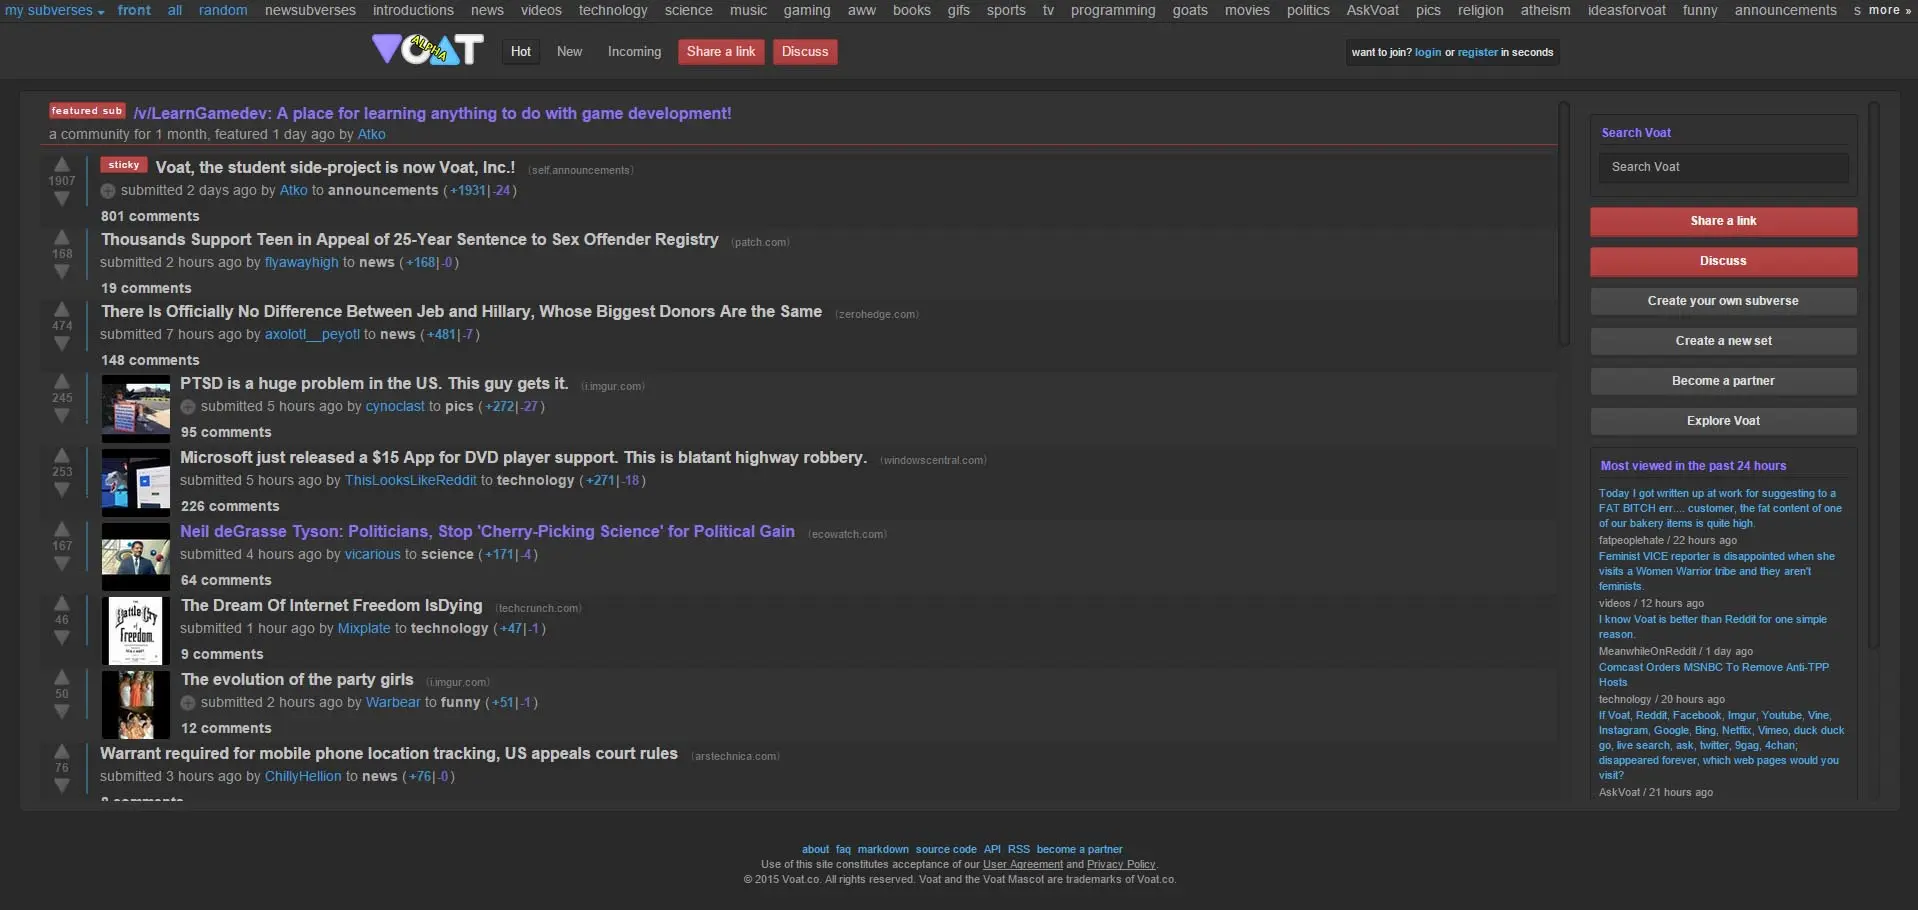 my subverses front all random newsubverses introductions news videos technology science music gaming aww books gifs sports tv programming goats movies politics AskVoat pics religion atheism ideasforvoat funny announcements s more »
VOAT ALPHA Hot New Incoming Share a link Discuss want to join? login or register in seconds
featured sub /v/LearnGamedev: A place for learning anything to do with game development!
a community for 1 month, featured 1 day ago by Atko
sticky Voat, the student side-project is now Voat, Inc.! (self.announcements)
1907
submitted 2 days ago by Atko to announcements (+1931|-24)
801 comments
Thousands Support Teen in Appeal of 25-Year Sentence to Sex Offender Registry (patch.com)
168
submitted 2 hours ago by flyawayhigh to news (+168|-0)
19 comments
There Is Officially No Difference Between Jeb and Hillary, Whose Biggest Donors Are the Same (zerohedge.com)
474
submitted 7 hours ago by axolotl__peyotl to news (+481|-7)
148 comments
PTSD is a huge problem in the US. This guy gets it. (i.imgur.com)
245
submitted 5 hours ago by cynoclast to pics (+272|-27)
95 comments
Microsoft just released a $15 App for DVD player support. This is blatant highway robbery. (windowscentral.com)
253
submitted 5 hours ago by ThisLooksLikeReddit to technology (+271|-18)
226 comments
Neil deGrasse Tyson: Politicians, Stop 'Cherry-Picking Science' for Political Gain (ecowatch.com)
167
submitted 4 hours ago by vicarious to science (+171|-4)
64 comments
The Dream Of Internet Freedom IsDying (techcrunch.com)
46
submitted 1 hour ago by Mixplate to technology (+47|-1)
9 comments
Battle Cry
of
Freedom.
The evolution of the party girls (i.imgur.com)
50
submitted 2 hours ago by Warbear to funny (+51|-1)
12 comments
Warrant required for mobile phone location tracking, US appeals court rules (arstechnica.com)
76
submitted 3 hours ago by ChillyHellion to news (+76|-0)
Search Voat
Search Voat
Share a link
Discuss
Create your own subverse
Create a new set
Become a partner
Explore Voat
Most viewed in the past 24 hours
Today I got written up at work for suggesting to a
FAT BITCH err.... customer, the fat content of one
of our bakery items is quite high.
fatpeoplehate / 22 hours ago
Feminist VICE reporter is disappointed when she
visits a Women Warrior tribe and they aren't
feminists.
videos / 12 hours ago
I know Voat is better than Reddit for one simple
reason.
MeanwhileOnReddit / 1 day ago
Comcast Orders MSNBC To Remove Anti-TPP
Hosts
technology / 20 hours ago
If Voat, Reddit, Facebook, Imgur, Youtube, Vine,
Instagram, Google, Bing, Netflix, Vimeo, duck duck
go, live search, ask, twitter, 9gag, 4chan;
disappeared forever, which web pages would you
visit?
AskVoat / 21 hours ago
about faq markdown source code API RSS become a partner
Use of this site constitutes acceptance of our User Agreement and Privacy Policy.
© 2015 Voat.co. All rights reserved. Voat and the Voat Mascot are trademarks of Voat.co.